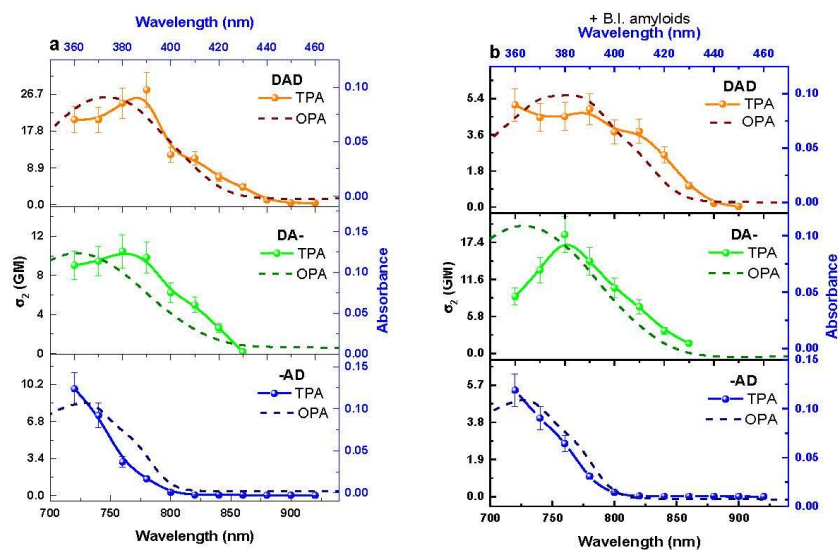 + B.I. amyloids
Wavelength (nm)
a 360 380 400 420 440 460
26.7
17.8
8.9
0.0
DAD
TPA
OPA
0.10
0.05
0.00
12
10
8
4
0
DA-
TPA
OPA
0.15
0.10
0.05
0.00
10.2
6.8
3.4
0.0
-AD
TPA
OPA
0.15
0.10
0.05
0.00
σ2 (GM)
Absorbance
700 750 800 850 900
Wavelength (nm)
Wavelength (nm)
b 360 380 400 420 440 460
5.4
3.6
1.8
0.0
DAD
TPA
OPA
0.10
0.05
0.00
17.4
11.6
5.8
0.0
DA-
TPA
OPA
0.10
0.05
0.00
5.7
3.8
1.9
0.0
-AD
TPA
OPA
0.15
0.10
0.05
0.00
σ2 (GM)
Absorbance
700 750 800 850 900
Wavelength (nm)